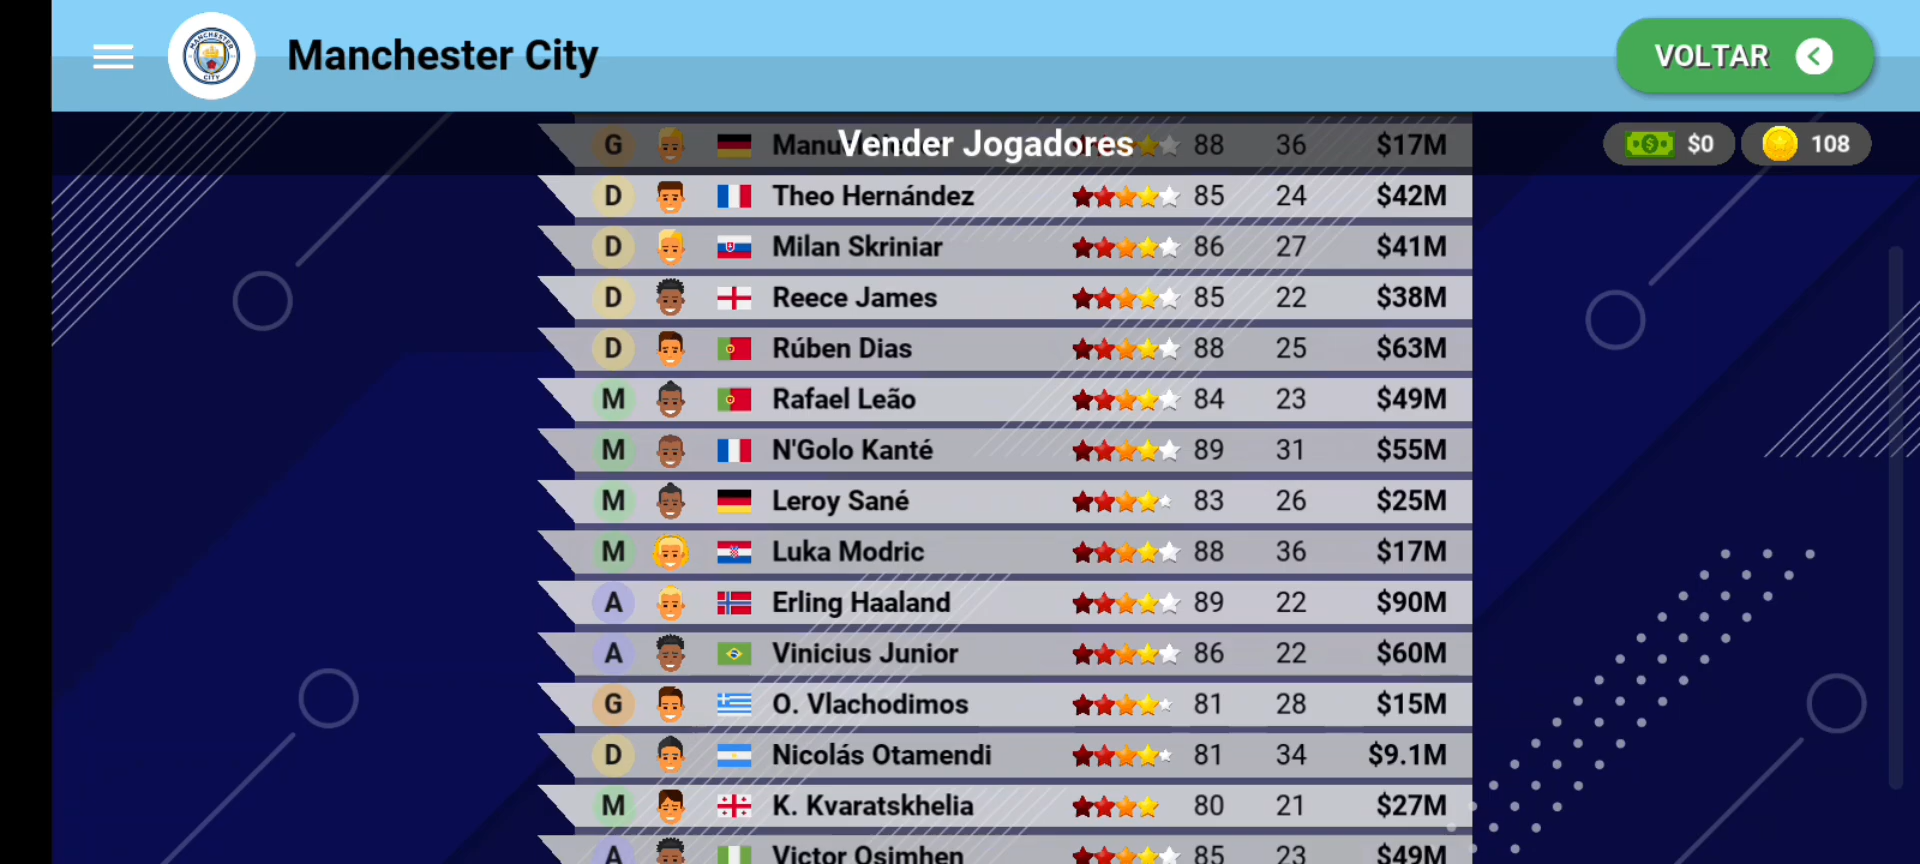 Manchester City
VOLTAR
Vender Jogadores
$0
108
G 88 36 $17M
D Theo Hernández 85 24 $42M
D Milan Skriniar 86 27 $41M
D Reece James 85 22 $38M
D Rúben Dias 88 25 $63M
M Rafael Leão 84 23 $49M
M N'Golo Kanté 89 31 $55M
M Leroy Sané 83 26 $25M
M Luka Modric 88 36 $17M
A Erling Haaland 89 22 $90M
A Vinicius Junior 86 22 $60M
G O. Vlachodimos 81 28 $15M
D Nicolás Otamendi 81 34 $9.1M
M K. Kvaratskhelia 80 21 $27M
A Victor Osimhen 85 23 $49M